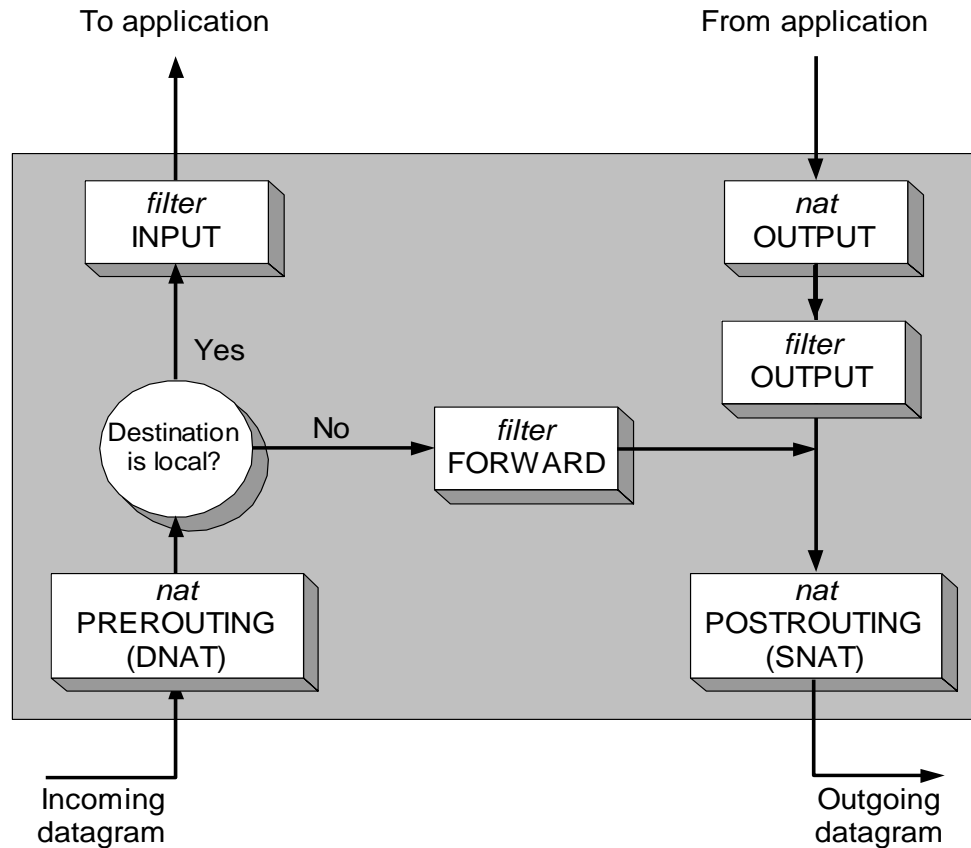 To application
From application
filter
INPUT
nat
OUTPUT
Yes
filter
OUTPUT
Destination
is local?
No
filter
FORWARD
nat
PREROUTING
(DNAT)
nat
POSTROUTING
(SNAT)
Incoming
datagram
Outgoing
datagram